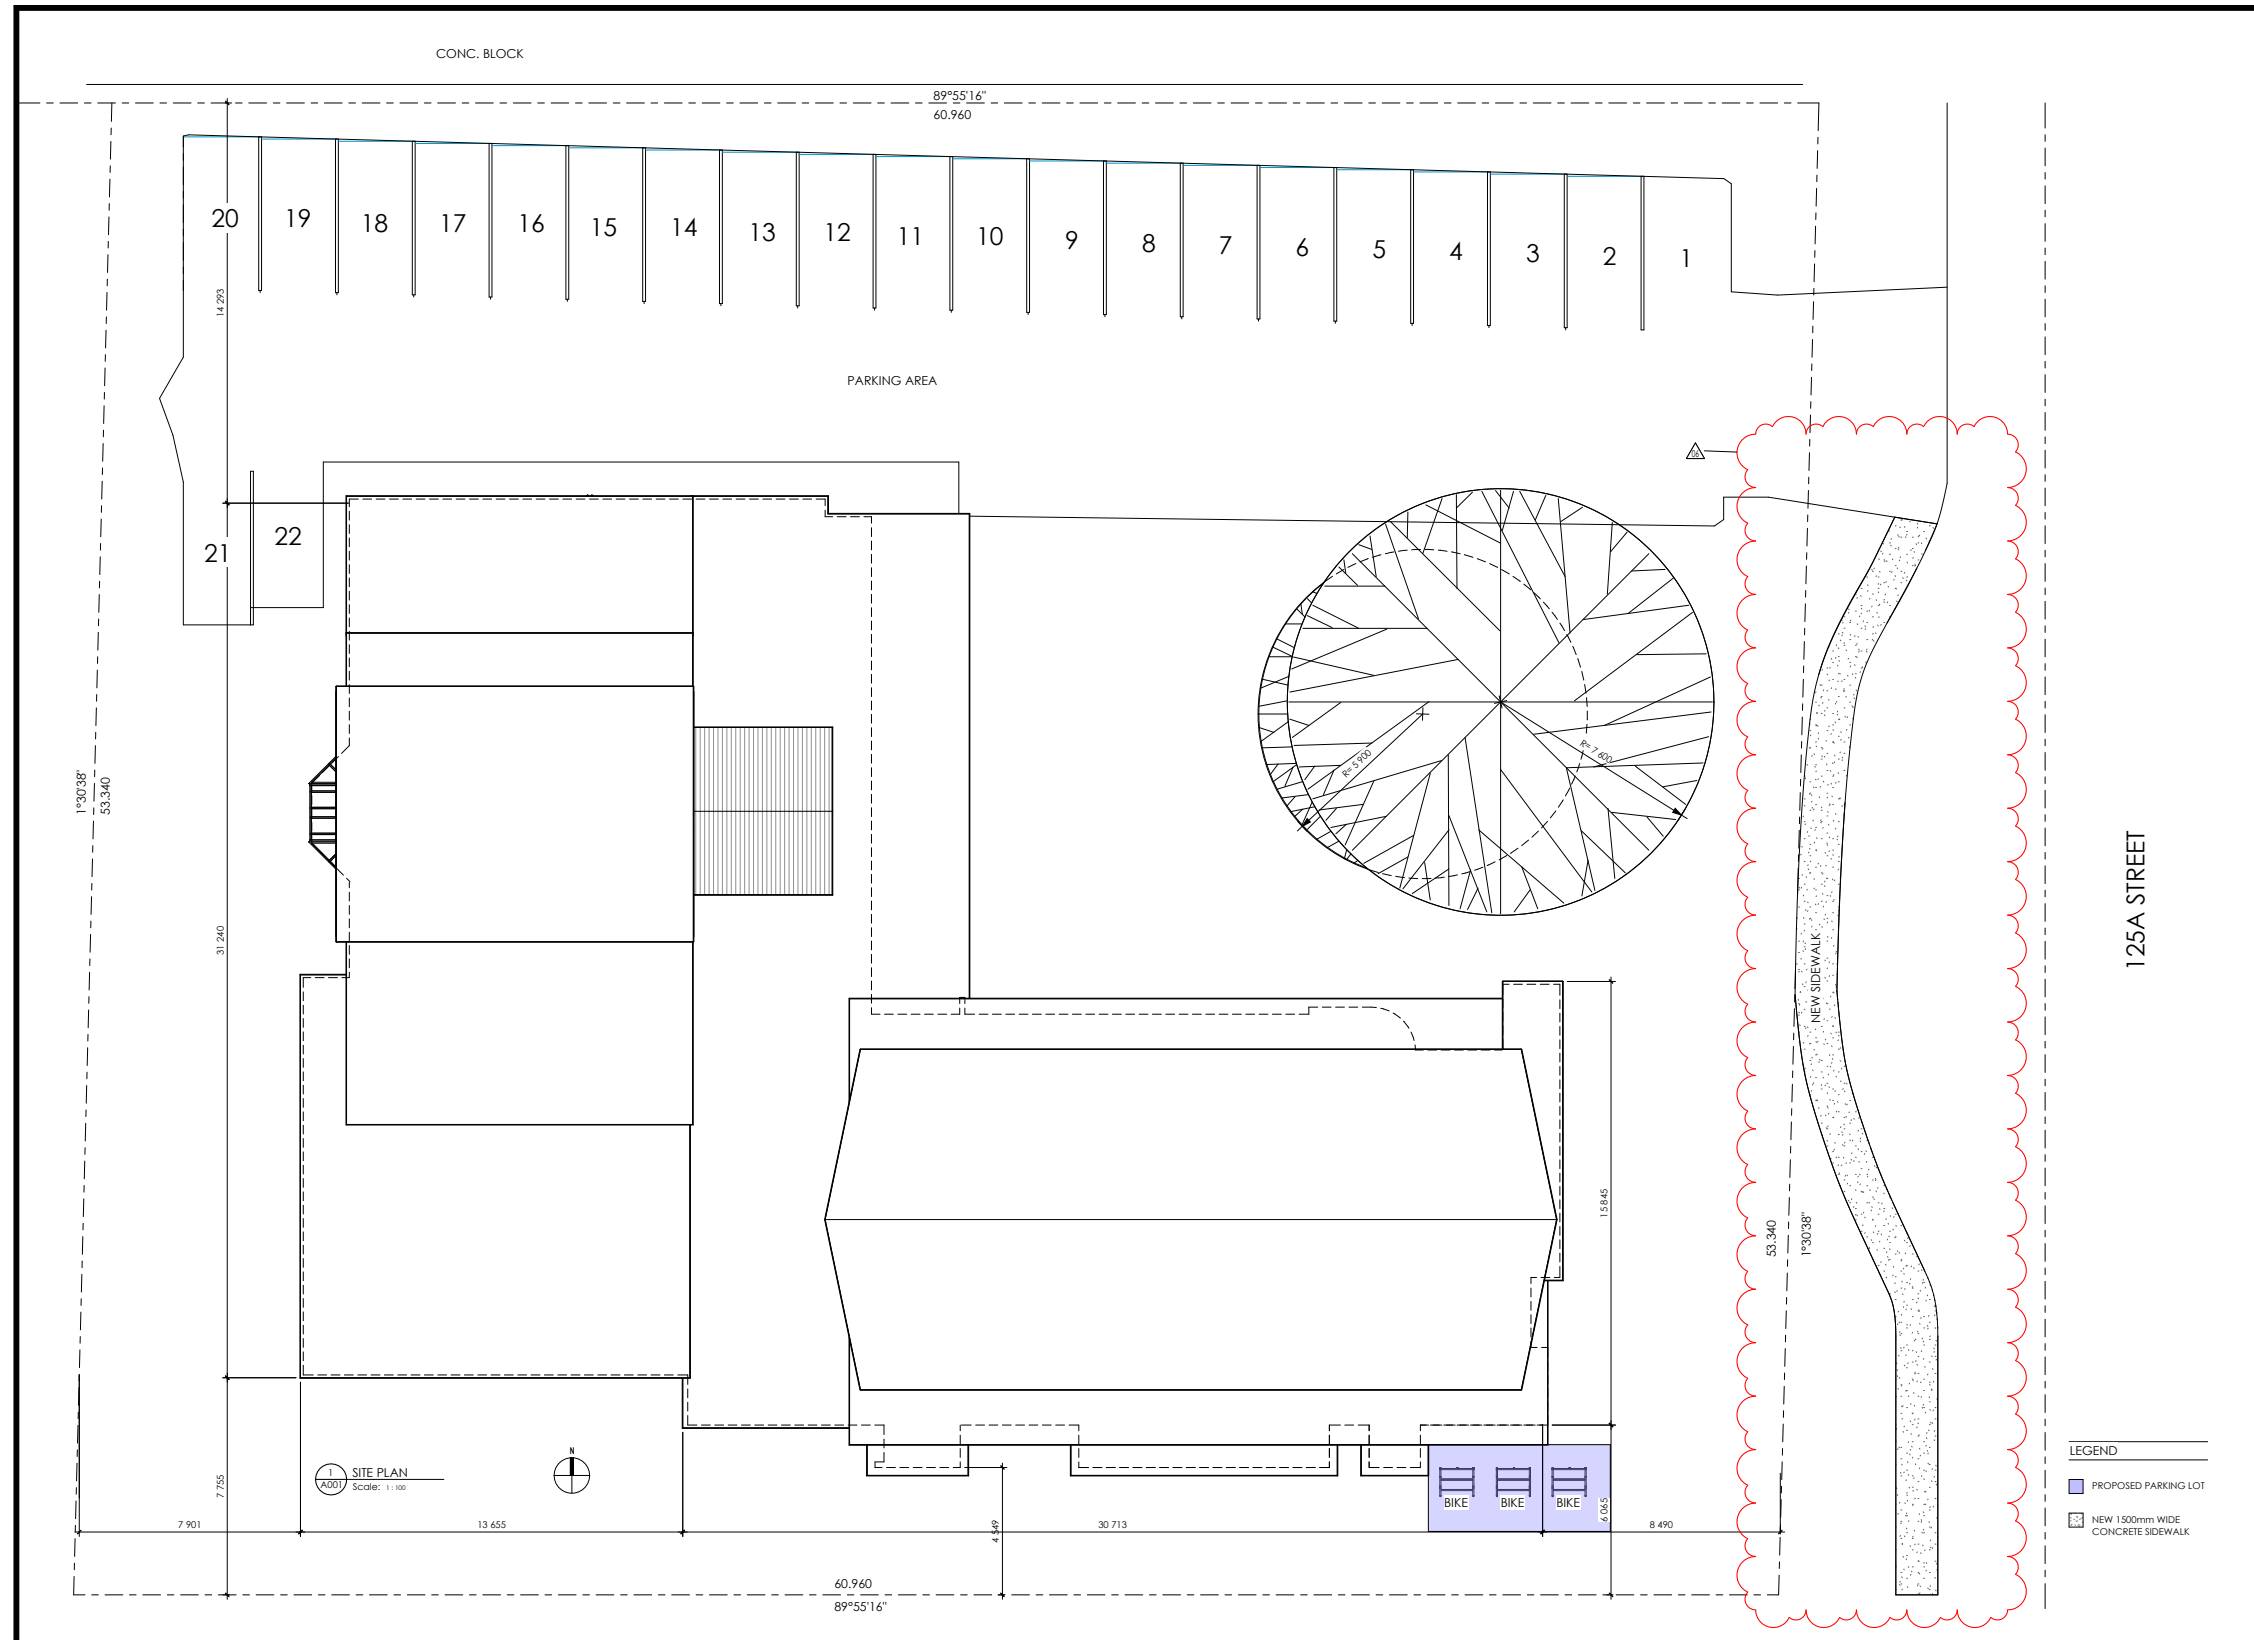 CONC. BLOCK
89°55'16"
60.960
20
19
18
17
16
15
14
13
12
11
10
9
8
7
6
5
4
3
2
1
14 293
PARKING AREA
06
21
22
R= 5 900
R= 7 600
1°30'38"
53.340
31 240
NEW SIDEWALK
125A STREET
15 845
53.340
1°30'38"
7 755
1
A001
SITE PLAN
Scale: 1 : 100
N
BIKE
BIKE
BIKE
6 065
7 901
13 655
4 549
30 713
8 490
60.960
89°55'16"
LEGEND
PROPOSED PARKING LOT
NEW 1500mm WIDE
CONCRETE SIDEWALK